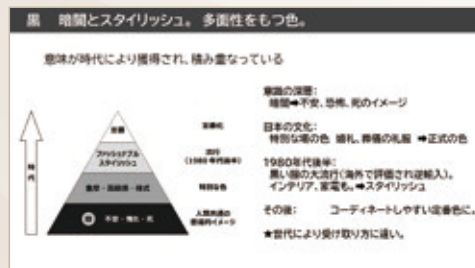 黒 暗闇とスタイリッシュ。多面性をもつ色。
意味が時代により獲得され、積み重なっている
時代
定番
ファッショナブル
スタイリッシュ
重厚・高級感・格式
不安・怖れ・死
定番化
流行
(1980年代後半)
特別な色
人類共通の
普遍的イメージ
意識の深層:
暗闇➡不安、恐怖、死のイメージ
日本の文化:
特別な場の色 婚礼、葬儀の礼服 ➡正式の色
1980年代後半:
黒い服の大流行(海外で評価され逆輸入)。
インテリア、家電も。➡スタイリッシュ
その後: コーディネートしやすい定番色に。
★世代により受け取り方に違い。